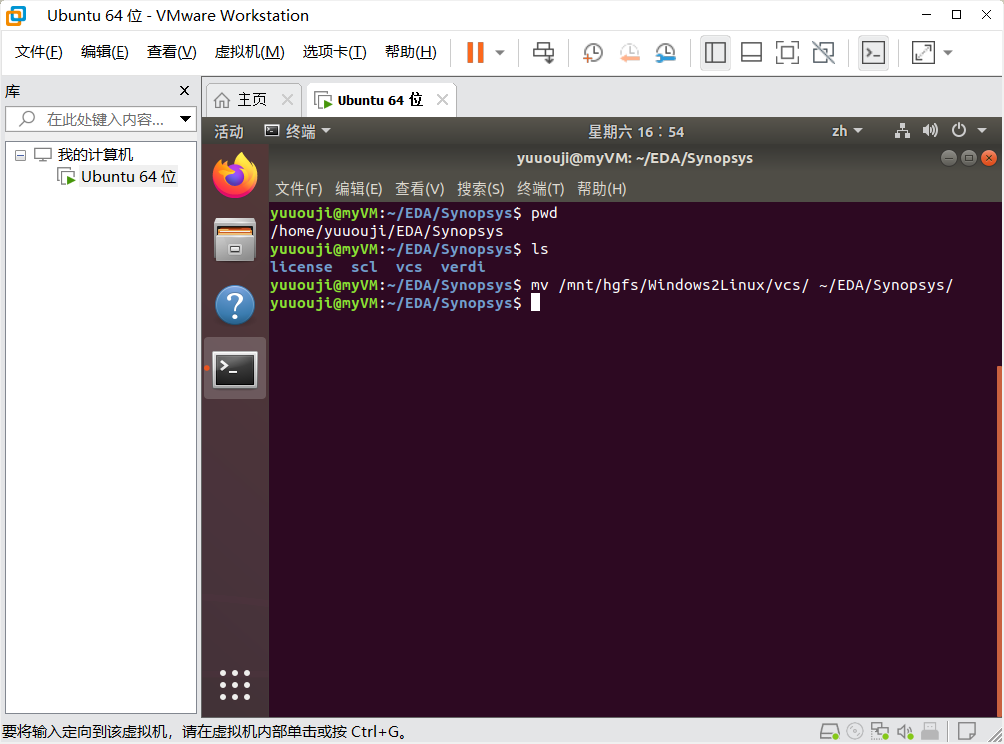 Ubuntu 64 位 - VMware Workstation
文件(F) 编辑(E) 查看(V) 虚拟机(M) 选项卡(T) 帮助(H)
库
在此处键入内容...
我的计算机
Ubuntu 64 位
主页 Ubuntu 64 位
活动 终端 星期六 16∶54 zh
yuuouji@myVM: ~/EDA/Synopsys
文件(F) 编辑(E) 查看(V) 搜索(S) 终端(T) 帮助(H)
yuuouji@myVM:~/EDA/Synopsys$ pwd
/home/yuuouji/EDA/Synopsys
yuuouji@myVM:~/EDA/Synopsys$ ls
license scl vcs verdi
yuuouji@myVM:~/EDA/Synopsys$ mv /mnt/hgfs/Windows2Linux/vcs/ ~/EDA/Synopsys/
yuuouji@myVM:~/EDA/Synopsys$
要将输入定向到该虚拟机，请在虚拟机内部单击或按 Ctrl+G。